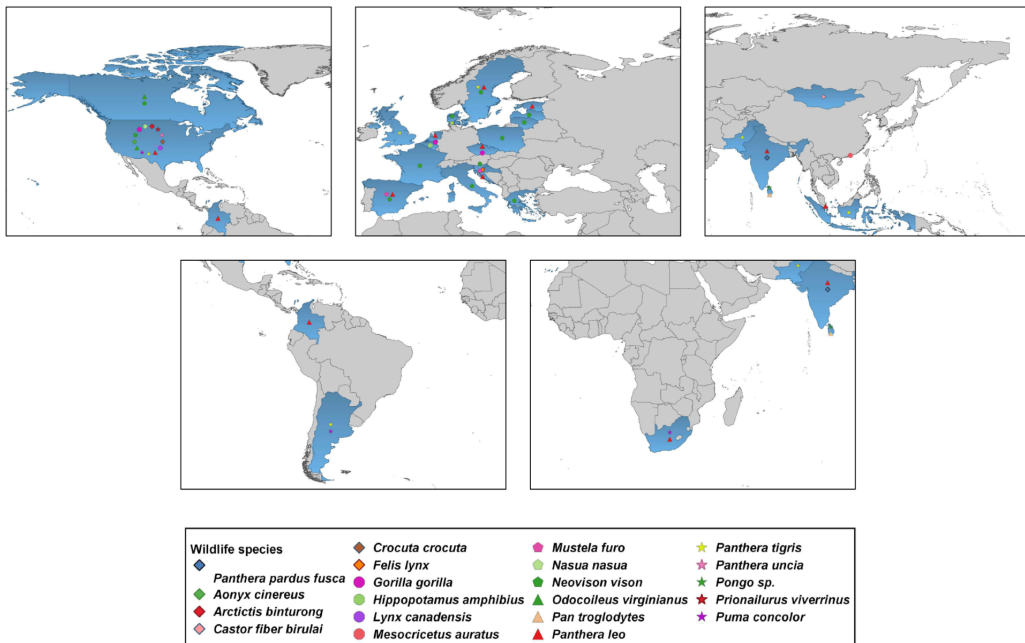 Wildlife species
Panthera pardus fusca
Aonyx cinereus
Arctictis binturong
Castor fiber birulai
Crocuta crocuta
Felis lynx
Gorilla gorilla
Hippopotamus amphibius
Lynx canadensis
Mesocricetus auratus
Mustela furo
Nasua nasua
Neovison vison
Odocoileus virginianus
Pan troglodytes
Panthera leo
Panthera tigris
Panthera uncia
Pongo sp.
Prionailurus viverrinus
Puma concolor